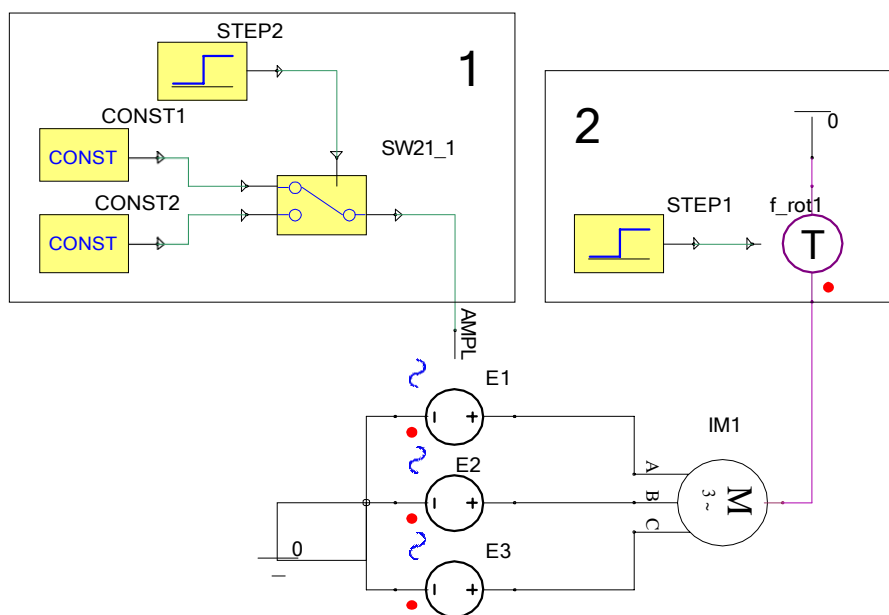 STEP2
1
CONST1
CONST
SW21_1
CONST2
CONST
2
0
STEP1
f_rot1
T
AMPL
E1
IM1
A
E2
B
M
3~
C
0
E3